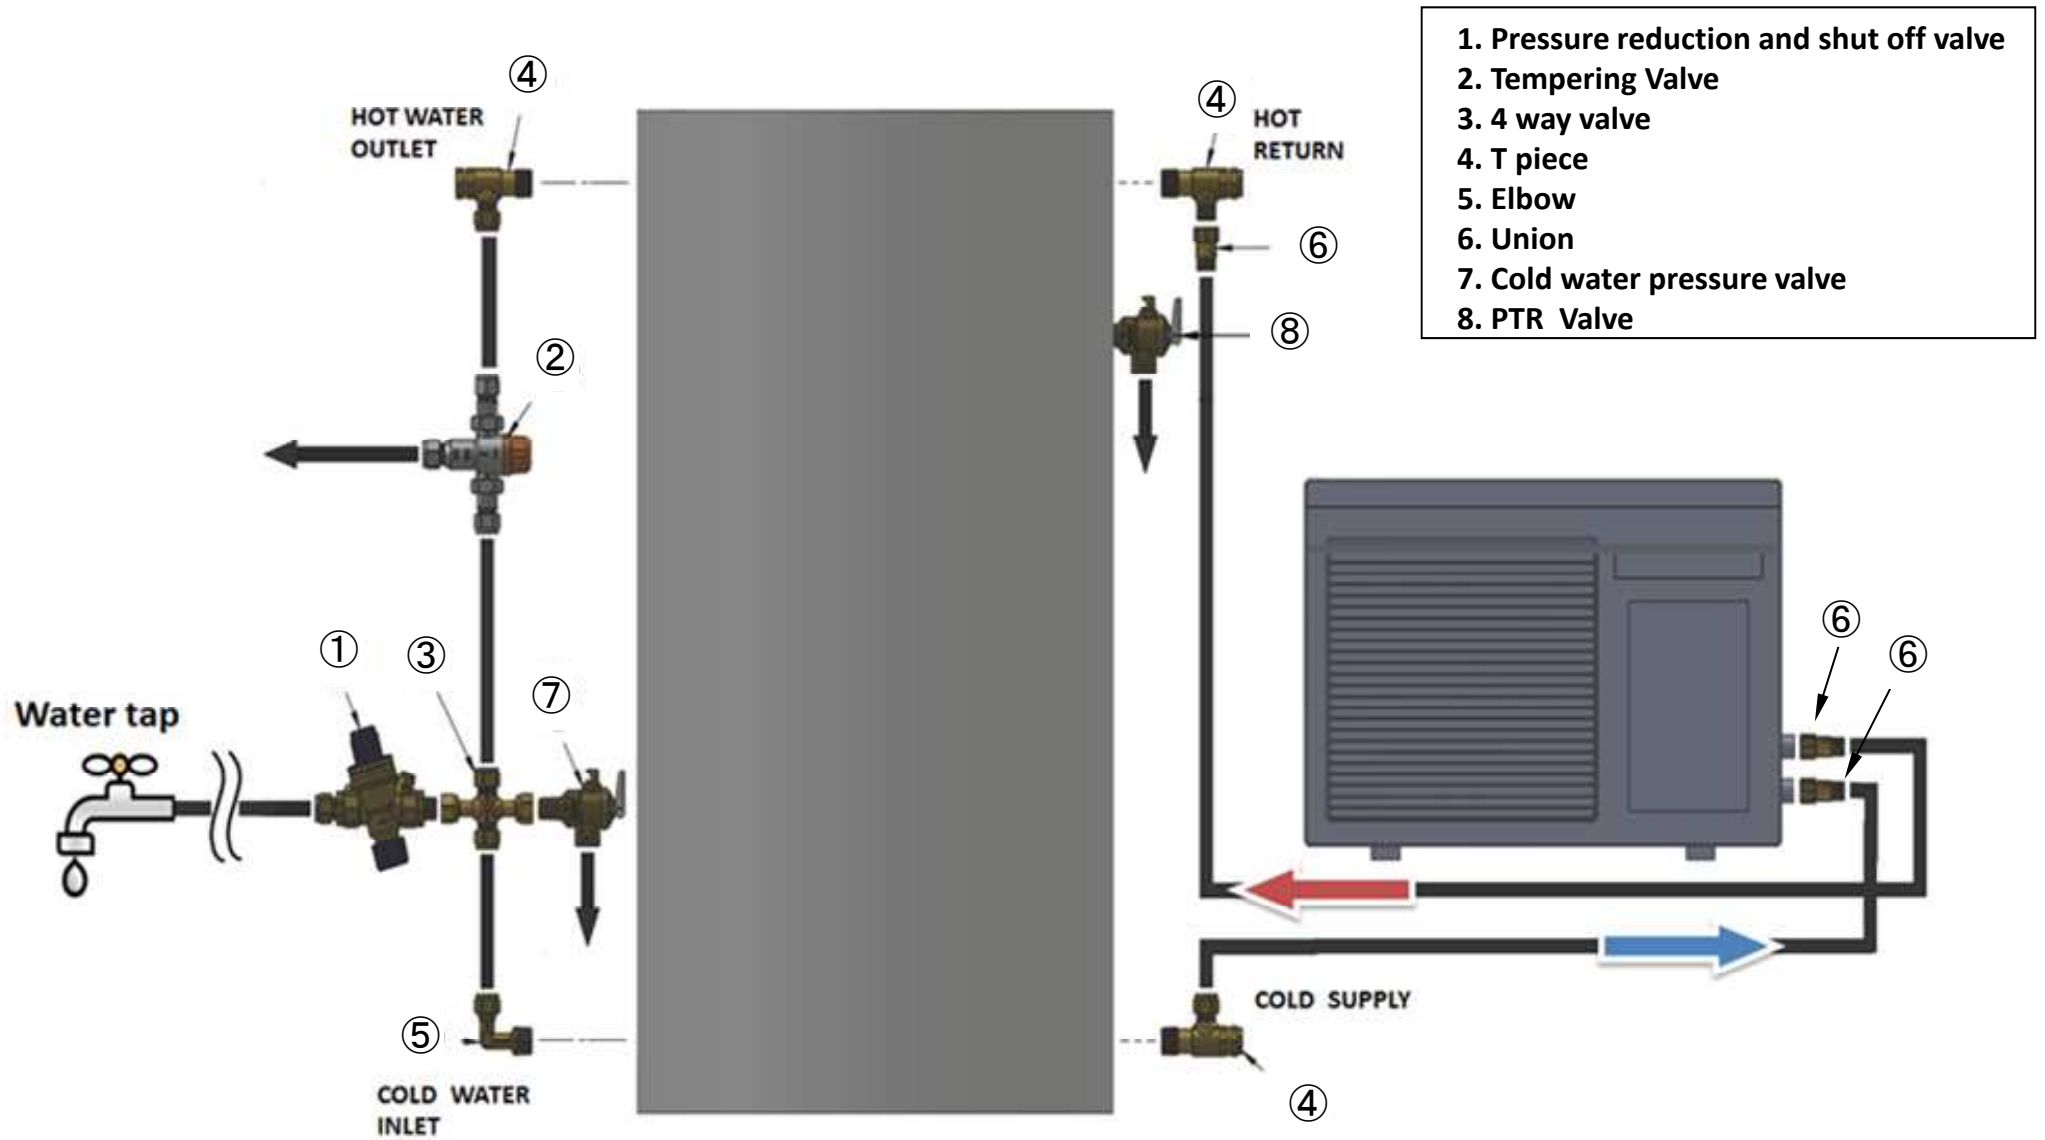 1. Pressure reduction and shut off valve
2. Tempering Valve
3. 4 way valve
4. T piece
5. Elbow
6. Union
7. Cold water pressure valve
8. PTR  Valve
④
HOT WATER
OUTLET
④
HOT
RETURN
⑥
⑧
②
①
③
⑦
Water tap
⑥
⑥
⑤
COLD WATER
INLET
COLD SUPPLY
④